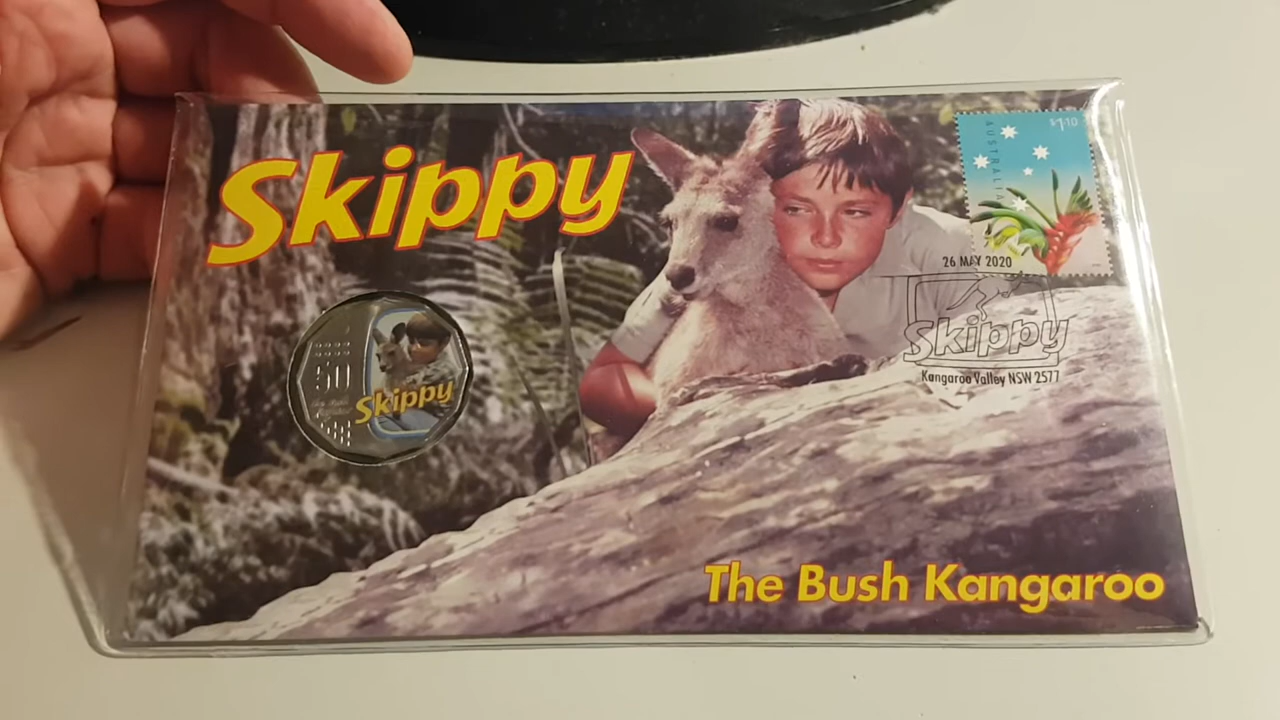 Skippy
$1.10
AUSTRALIA
26 MAY 2020
Skippy
Kangaroo Valley NSW 2577
50
Skippy
The Bush Kangaroo